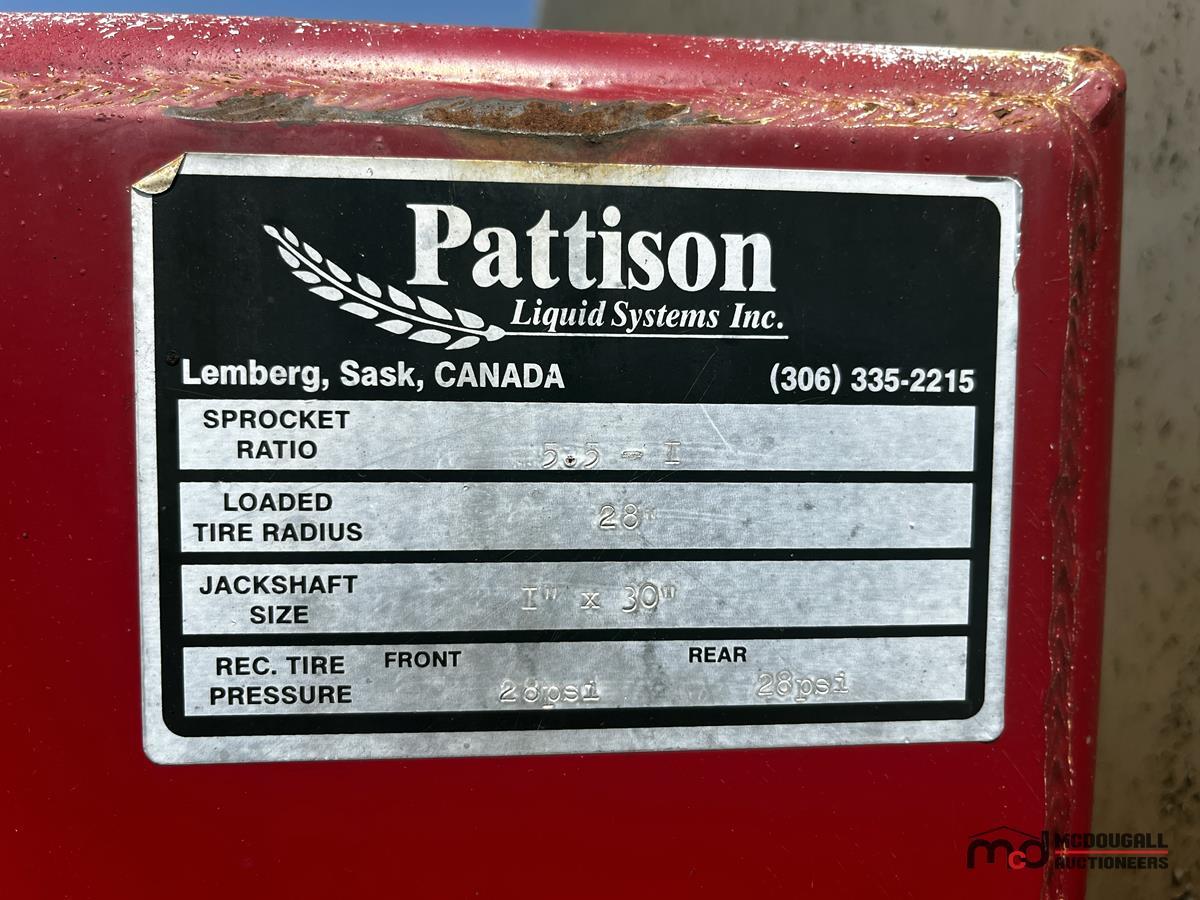 Pattison
Liquid Systems Inc.
Lemberg, Sask, CANADA (306) 335-2215
SPROCKET
RATIO 5.5 - I
LOADED
TIRE RADIUS 28"
JACKSHAFT
SIZE I" x 30"
REC. TIRE FRONT REAR
PRESSURE 28psi 28psi
mcd MCDOUGALL
AUCTIONEERS